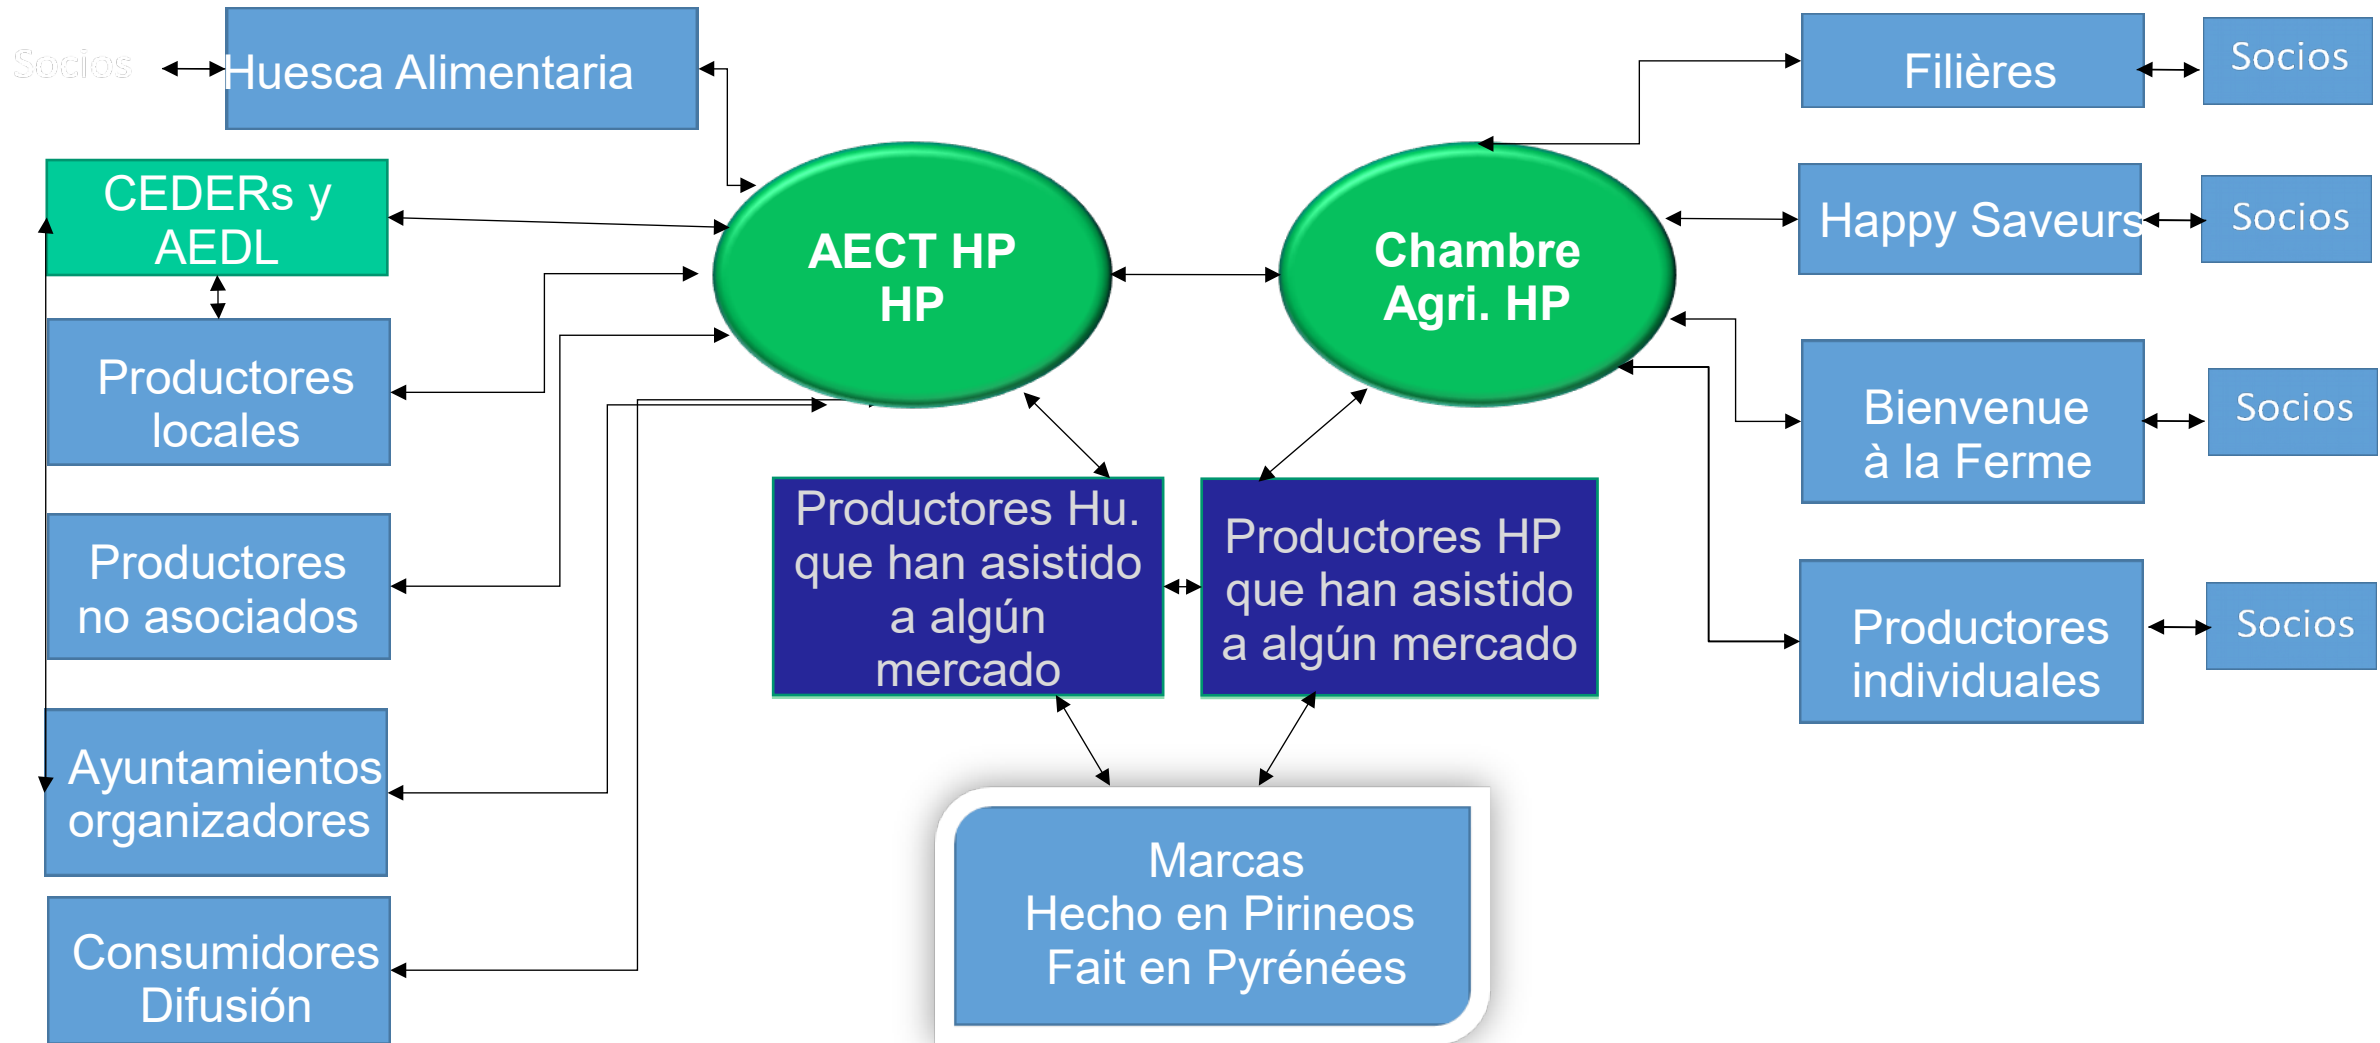 Socios
Huesca Alimentaria
Filières
Socios
CEDERs y
AEDL
Happy Saveurs
Socios
AECT HP
HP
Chambre
Agri. HP
Productores
locales
Bienvenue
à la Ferme
Socios
Productores Hu.
que han asistido
a algún
mercado
Productores HP
que han asistido
a algún mercado
Productores
no asociados
Productores
individuales
Socios
Ayuntamientos
organizadores
Marcas
Hecho en Pirineos
Fait en Pyrénées
Consumidores
Difusión